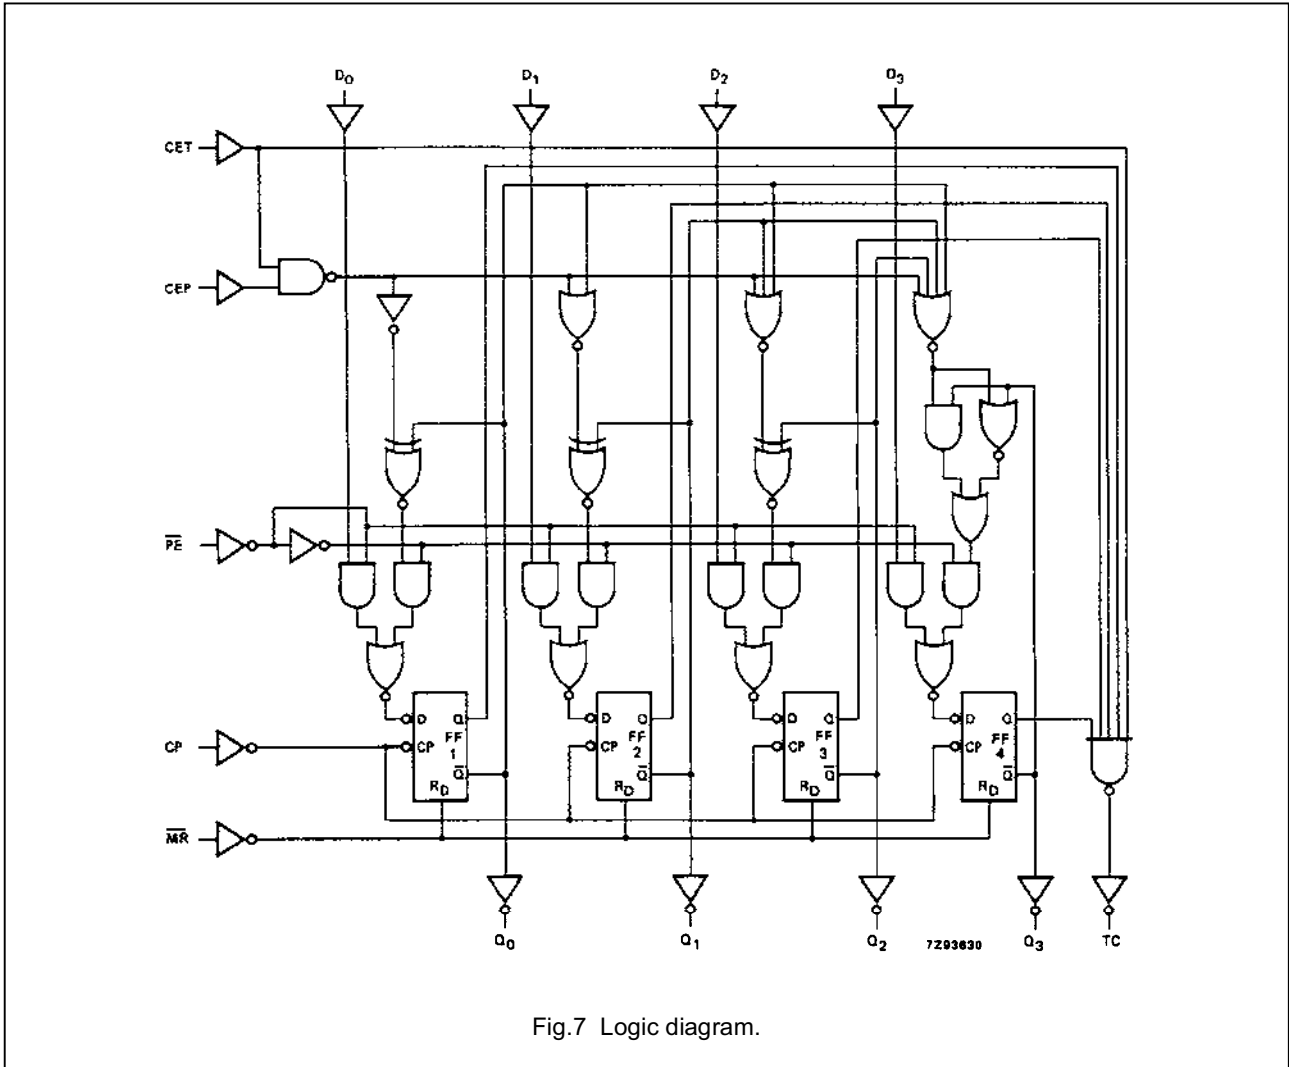 D0 D1 D2 D3
CET
CEP
PE
D Q D Q D Q D Q
FF 1 FF 2 FF 3 FF 4
CP CP CP CP CP
Q Q Q Q
RD RD RD RD
MR
Q0 Q1 Q2 7Z93630 Q3 TC
Fig.7 Logic diagram.